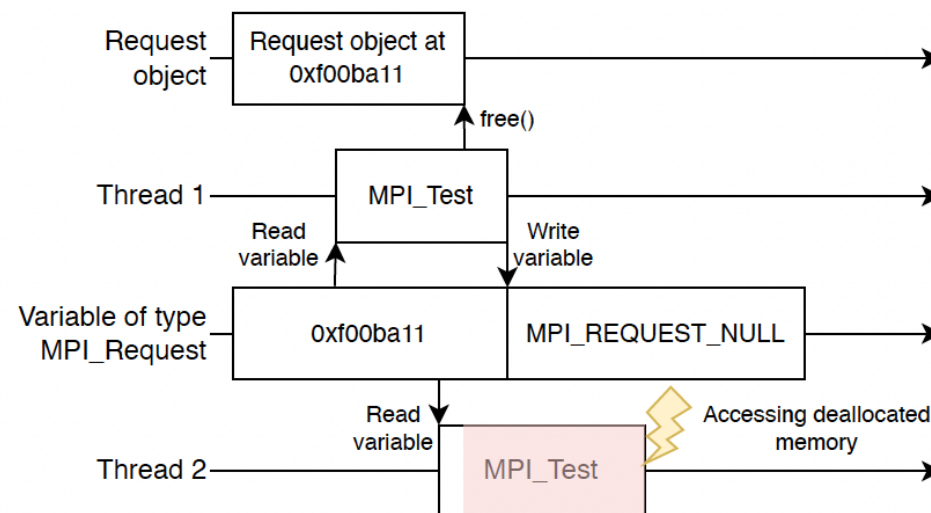 Request
object
Request object at
0xf00ba11
free()
Thread 1
MPI_Test
Read
variable
Write
variable
Variable of type
MPI_Request
0xf00ba11
MPI_REQUEST_NULL
Read
variable
Accessing deallocated
memory
Thread 2
MPI_Test